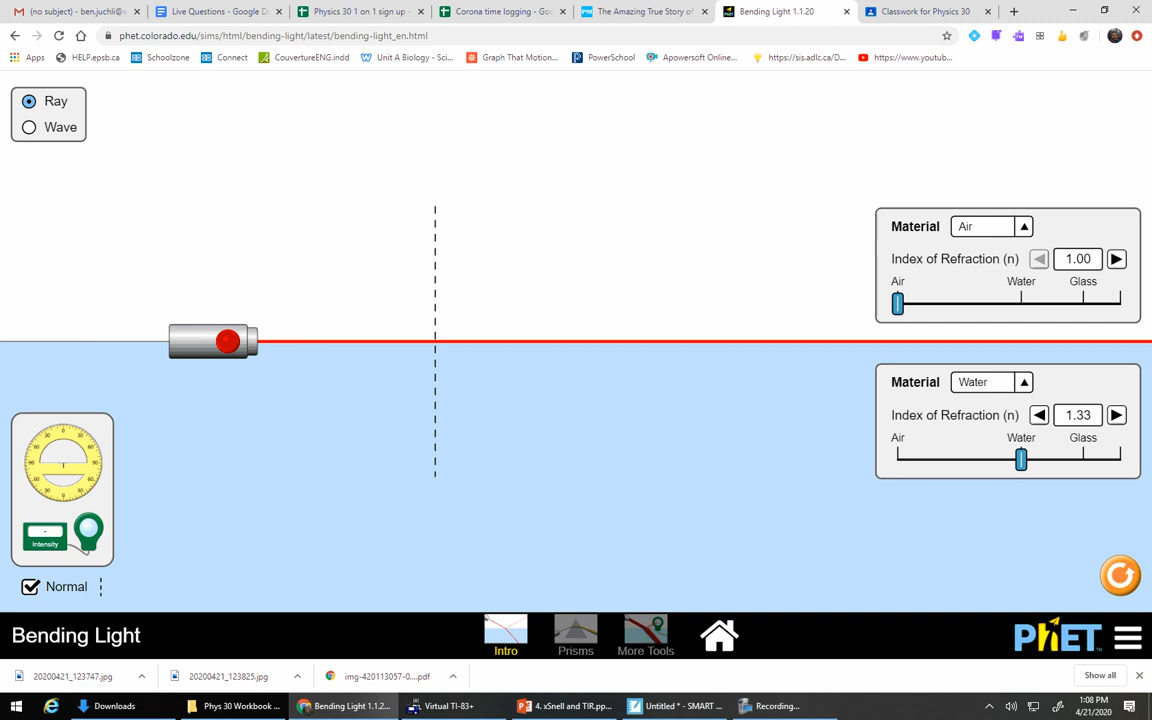 (no subject) - ben.juchli@e
Live Questions - Google D
Physics 30 1 on 1 sign up -
Corona time logging - Goo
The Amazing True Story of
Bending Light 1.1.20
Classwork for Physics 30
phet.colorado.edu/sims/html/bending-light/latest/bending-light_en.html
Apps
HELP.epsb.ca
Schoolzone
Connect
CouvertureENG.indd
Unit A Biology - Sci...
Graph That Motion...
PowerSchool
Apowersoft Online...
https://sis.adlc.ca/D...
https://www.youtub...
Ray
Wave
Material Air
Index of Refraction (n) 1.00
Air Water Glass
Material Water
Index of Refraction (n) 1.33
Air Water Glass
Intensity
Normal
Bending Light
Intro
Prisms
More Tools
PhET
20200421_123747.jpg
20200421_123825.jpg
img-420113057-0....pdf
Show all
Downloads
Phys 30 Workbook ...
Bending Light 1.1.2...
Virtual TI-83+
4. xSnell and TIR.pp...
Untitled * - SMART ...
Recording...
1:08 PM
4/21/2020